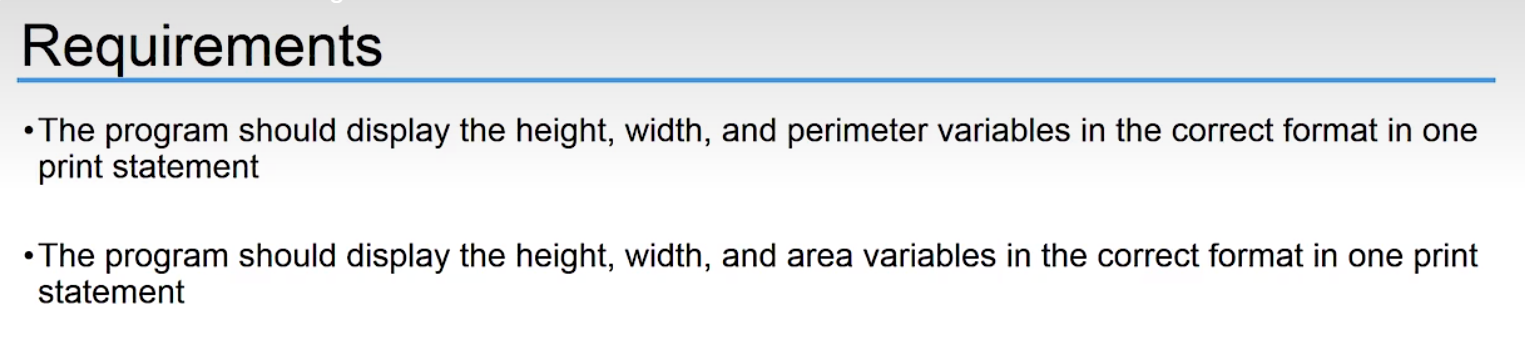 Requirements
•The program should display the height, width, and perimeter variables in the correct format in one
print statement
•The program should display the height, width, and area variables in the correct format in one print
statement